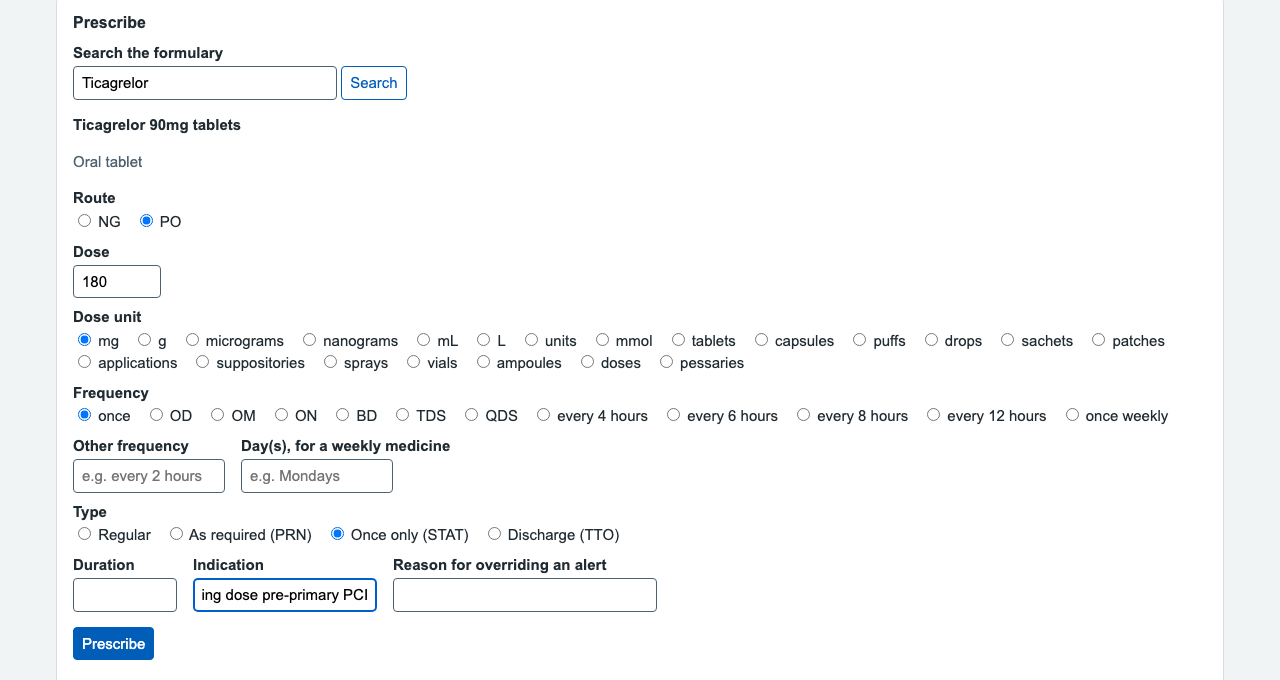 Prescribe
Search the formulary
Ticagrelor Search
Ticagrelor 90mg tablets
Oral tablet
Route
NG PO
Dose
180
Dose unit
mg g micrograms nanograms mL L units mmol tablets capsules puffs drops sachets patches
applications suppositories sprays vials ampoules doses pessaries
Frequency
once OD OM ON BD TDS QDS every 4 hours every 6 hours every 8 hours every 12 hours once weekly
Other frequency Day(s), for a weekly medicine
e.g. every 2 hours e.g. Mondays
Type
Regular As required (PRN) Once only (STAT) Discharge (TTO)
Duration Indication Reason for overriding an alert
ing dose pre-primary PCI
Prescribe